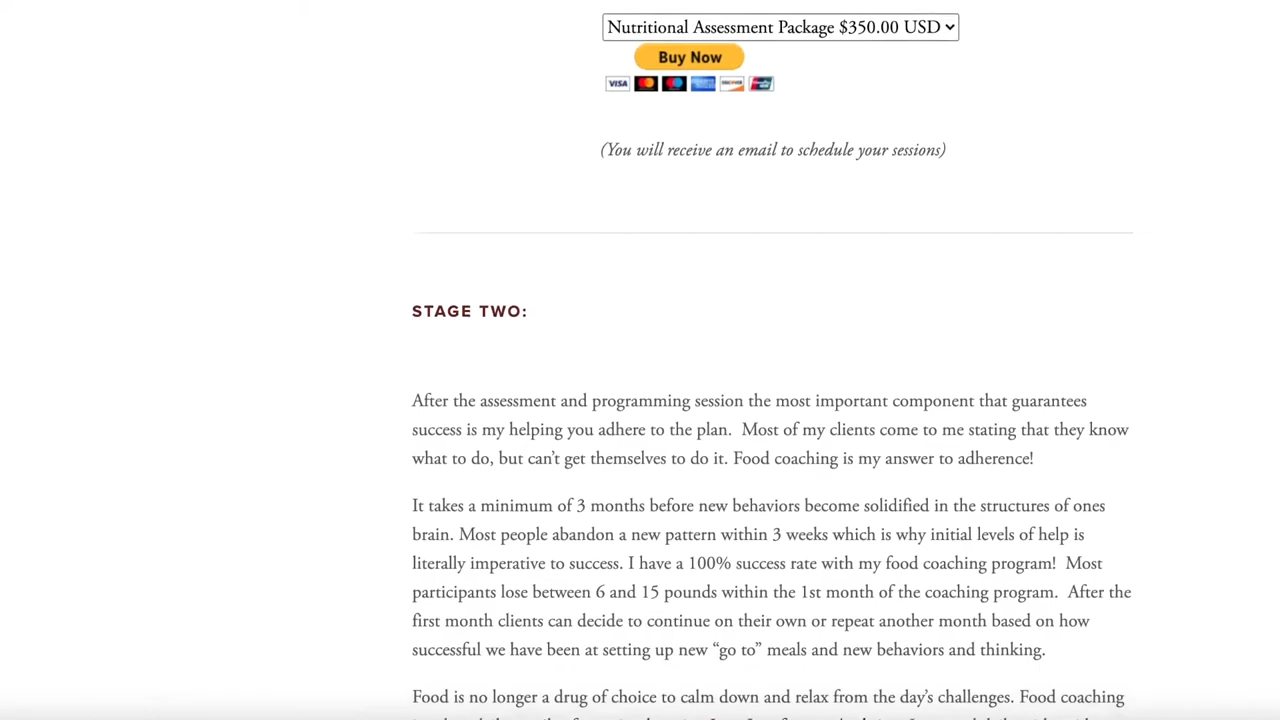 Nutritional Assessment Package $350.00 USD
Buy Now
VISA
(You will receive an email to schedule your sessions)
STAGE TWO:
After the assessment and programming session the most important component that guarantees
success is my helping you adhere to the plan.  Most of my clients come to me stating that they know
what to do, but can’t get themselves to do it. Food coaching is my answer to adherence!
It takes a minimum of 3 months before new behaviors become solidified in the structures of ones
brain. Most people abandon a new pattern within 3 weeks which is why initial levels of help is
literally imperative to success. I have a 100% success rate with my food coaching program!  Most
participants lose between 6 and 15 pounds within the 1st month of the coaching program.  After the
first month clients can decide to continue on their own or repeat another month based on how
successful we have been at setting up new “go to” meals and new behaviors and thinking.
Food is no longer a drug of choice to calm down and relax from the day’s challenges. Food coaching